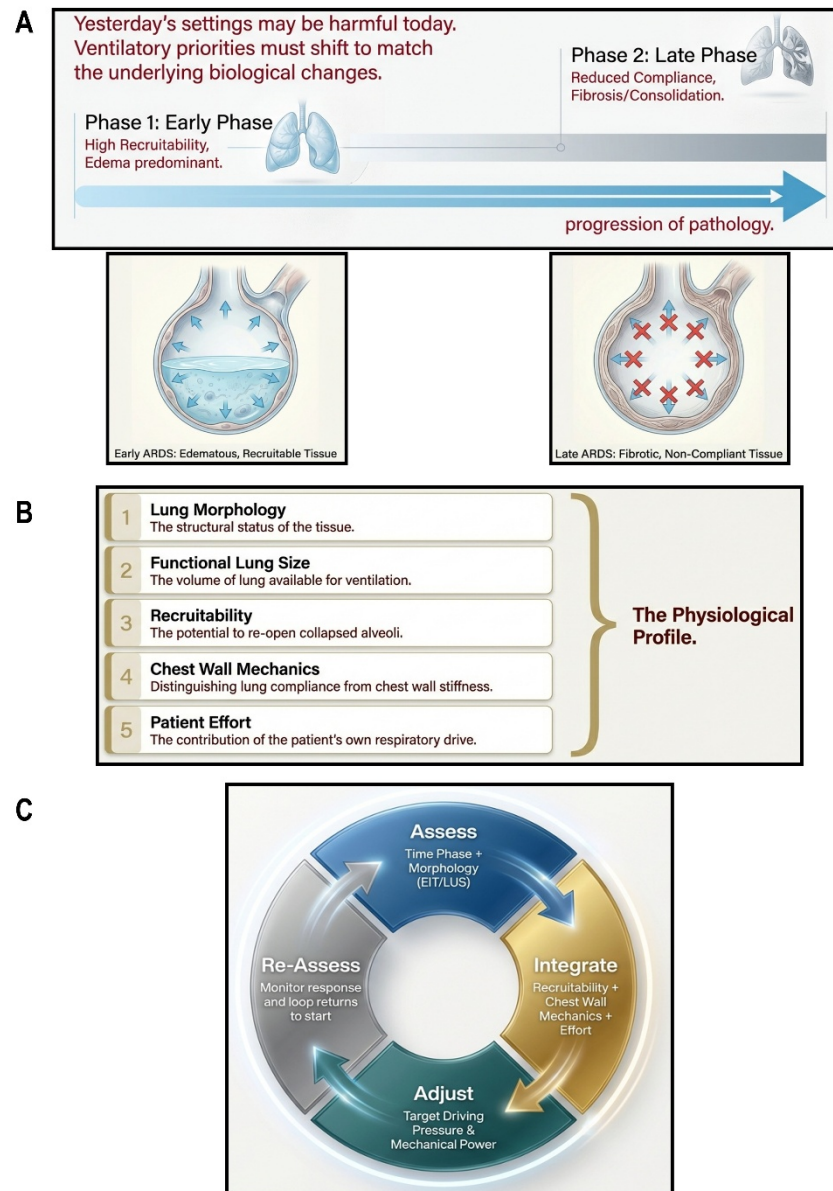 A
Yesterday's settings may be harmful today.
Ventilatory priorities must shift to match
the underlying biological changes.
Phase 2: Late Phase
Reduced Compliance,
Fibrosis/Consolidation.
Phase 1: Early Phase
High Recruitability,
Edema predominant.
progression of pathology.
Early ARDS: Edematous, Recruitable Tissue
Late ARDS: Fibrotic, Non-Compliant Tissue
B
1
Lung Morphology
The structural status of the tissue.
2
Functional Lung Size
The volume of lung available for ventilation.
3
Recruitability
The potential to re-open collapsed alveoli.
4
Chest Wall Mechanics
Distinguishing lung compliance from chest wall stiffness.
5
Patient Effort
The contribution of the patient's own respiratory drive.
The Physiological
Profile.
C
Assess
Time Phase +
Morphology
(EIT/LUS)
Integrate
Recruitability +
Chest Wall
Mechanics +
Effort
Adjust
Target Driving
Pressure &
Mechanical Power
Re-Assess
Monitor response
and loop returns
to start